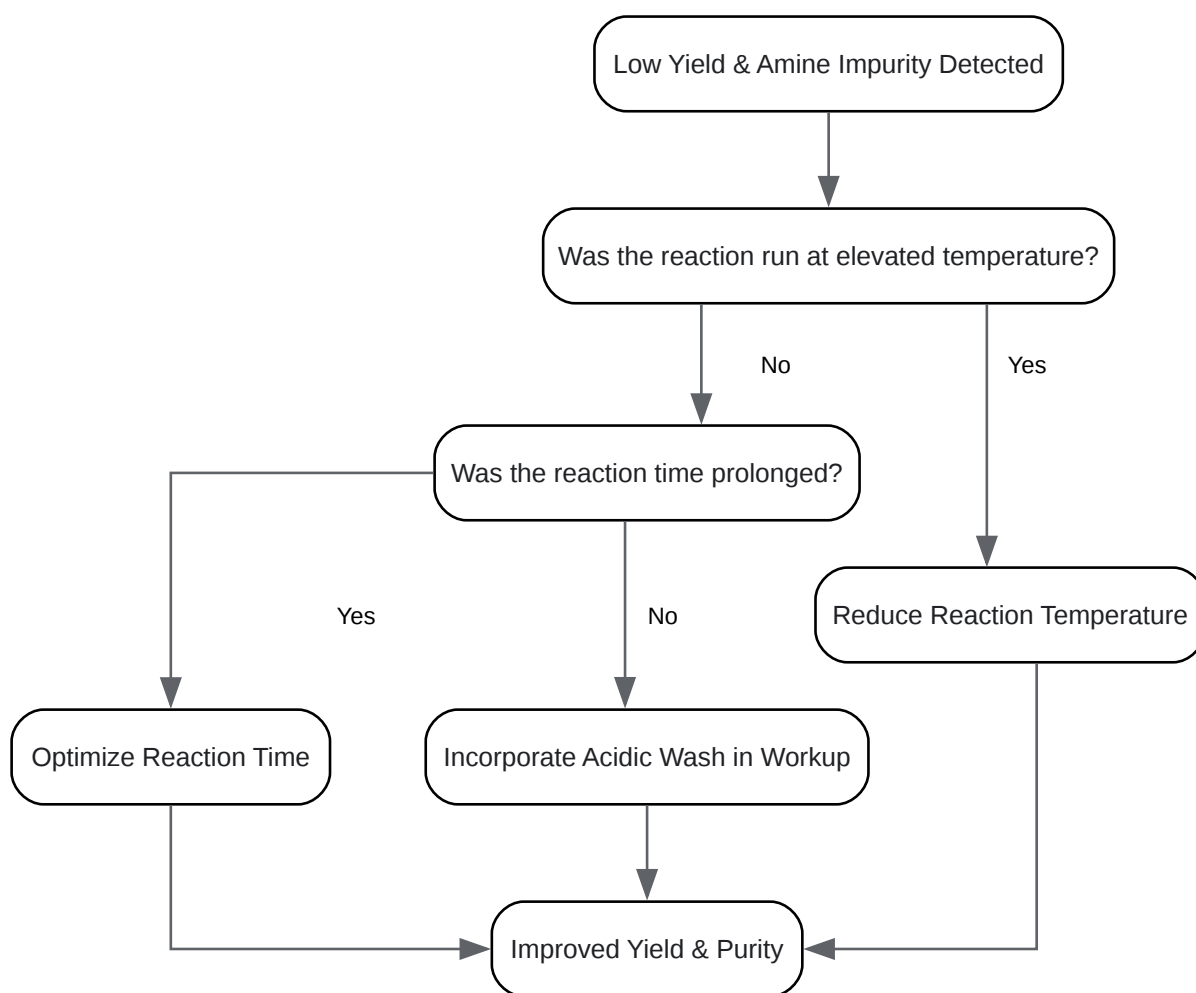 Low Yield & Amine Impurity Detected
Was the reaction run at elevated temperature?
No
Yes
Was the reaction time prolonged?
Yes
No
Reduce Reaction Temperature
Optimize Reaction Time
Incorporate Acidic Wash in Workup
Improved Yield & Purity